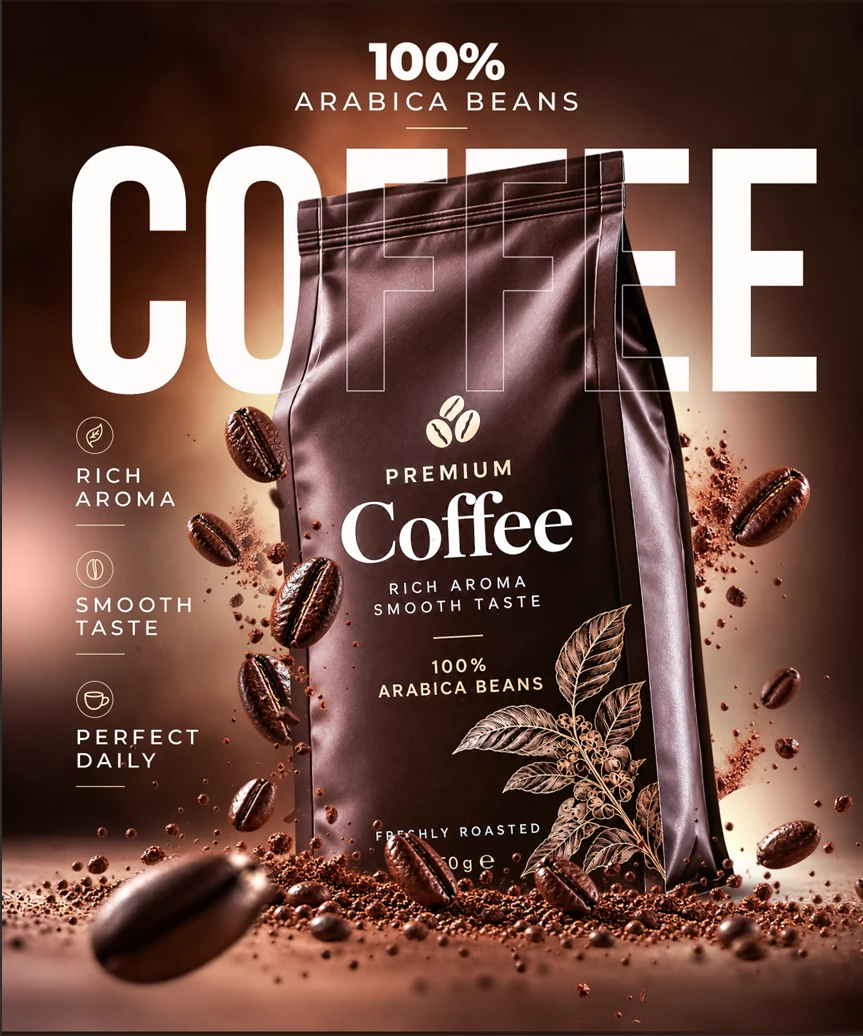 100%
ARABICA BEANS
COFFEE
RICH
AROMA
SMOOTH
TASTE
PERFECT
DAILY
PREMIUM
Coffee
RICH AROMA
SMOOTH TASTE
100%
ARABICA BEANS
FRESHLY ROASTED
0g ℮